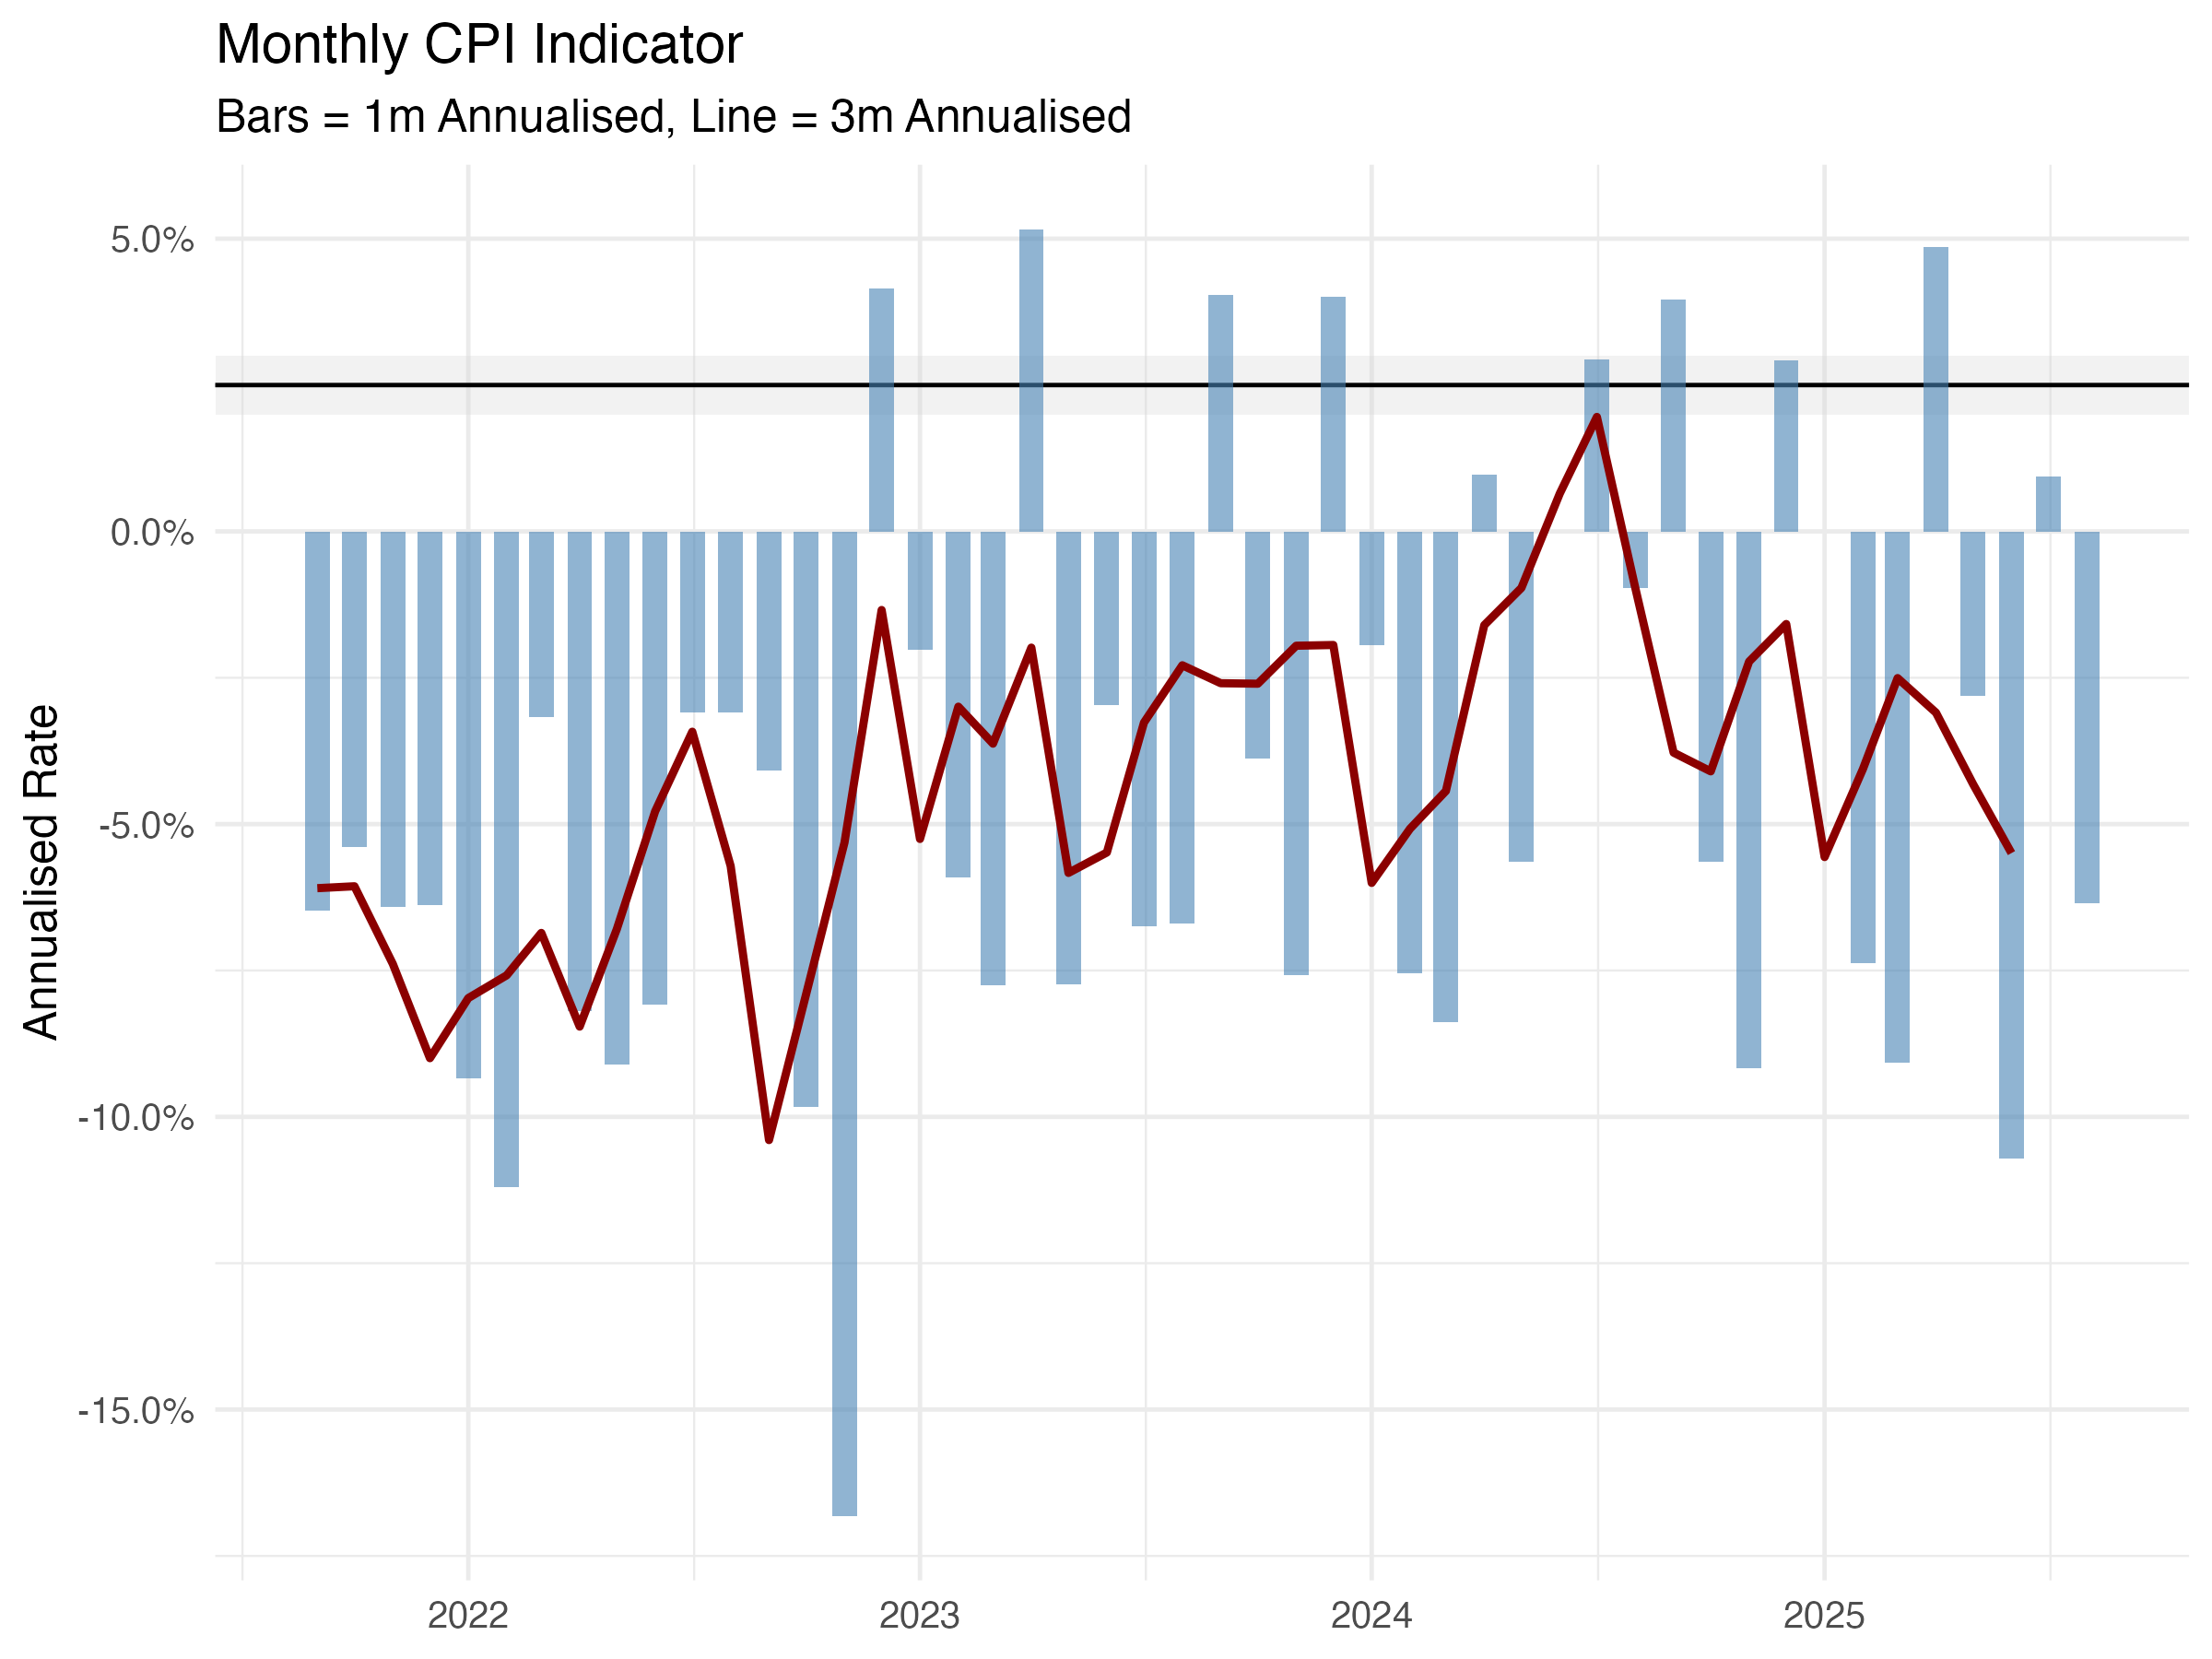 Monthly CPI Indicator
Bars = 1m Annualised, Line = 3m Annualised
Annualised Rate
5.0%
0.0%
-5.0%
-10.0%
-15.0%
2022 2023 2024 2025